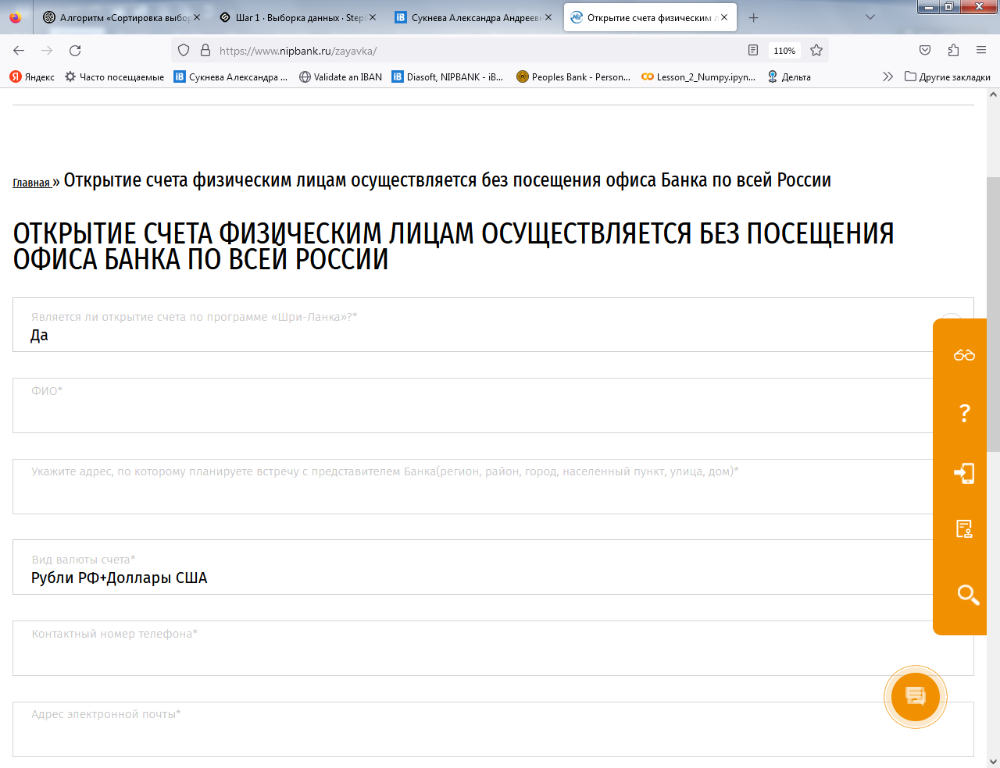 Алгоритм «Сортировка выбор
Шаг 1 · Выборка данных · Step
Сукнева Александра Андреевн
Открытие счета физическим л
https://www.nipbank.ru/zayavka/
110%
Яндекс
Часто посещаемые
Сукнева Александра ...
Validate an IBAN
Diasoft, NIPBANK - iB...
Peoples Bank - Person...
Lesson_2_Numpy.ipyn...
Дельта
Другие закладки
Главная » Открытие счета физическим лицам осуществляется без посещения офиса Банка по всей России
ОТКРЫТИЕ СЧЕТА ФИЗИЧЕСКИМ ЛИЦАМ ОСУЩЕСТВЛЯЕТСЯ БЕЗ ПОСЕЩЕНИЯ
ОФИСА БАНКА ПО ВСЕЙ РОССИИ
Является ли открытие счета по программе «Шри-Ланка»?*
Да
ФИО*
Укажите адрес, по которому планируете встречу с представителем Банка(регион, район, город, населенный пункт, улица, дом)*
Вид валюты счета*
Рубли РФ+Доллары США
Контактный номер телефона*
Адрес электронной почты*